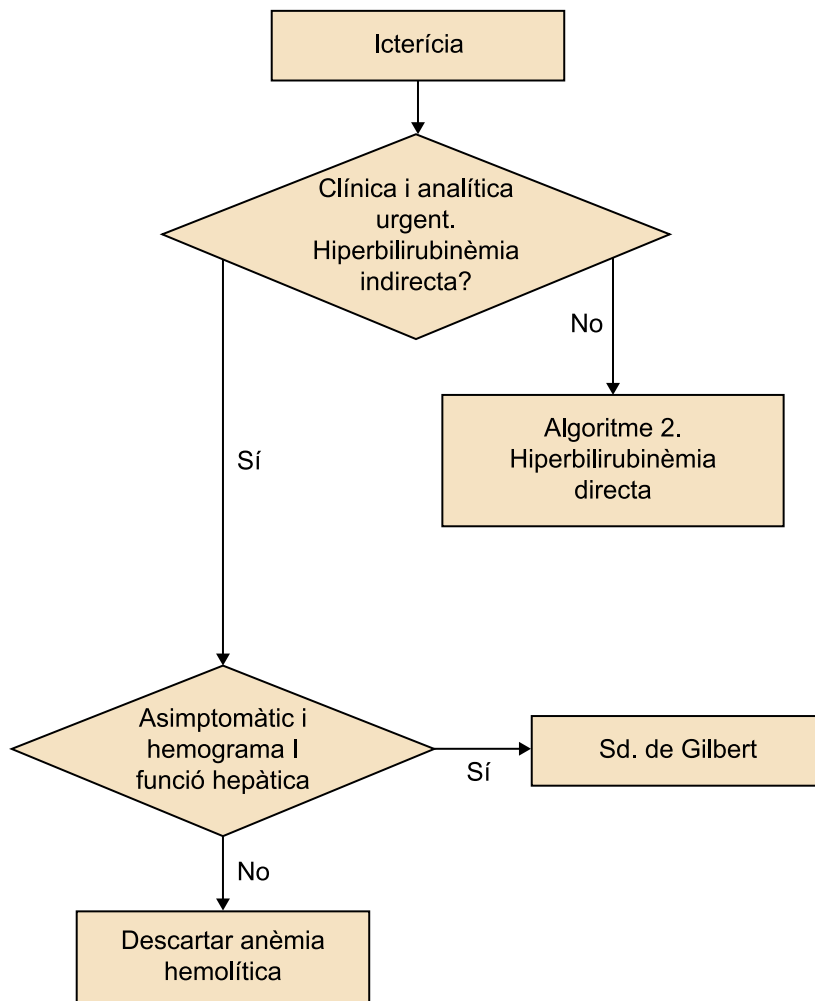 Icterícia
Clínica i analítica
urgent.
Hiperbilirubinèmia
indirecta?
No
Algoritme 2.
Hiperbilirubinèmia
directa
Sí
Asimptomàtic i
hemograma I
funció hepàtica
Sí
Sd. de Gilbert
No
Descartar anèmia
hemolítica